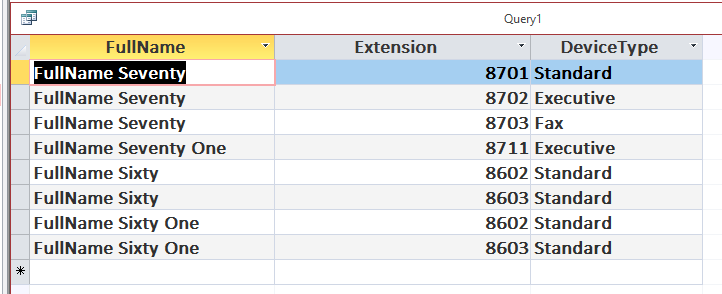 Query1
FullName Extension DeviceType
FullName Seventy 8701 Standard
FullName Seventy 8702 Executive
FullName Seventy 8703 Fax
FullName Seventy One 8711 Executive
FullName Sixty 8602 Standard
FullName Sixty 8603 Standard
FullName Sixty One 8602 Standard
FullName Sixty One 8603 Standard
*